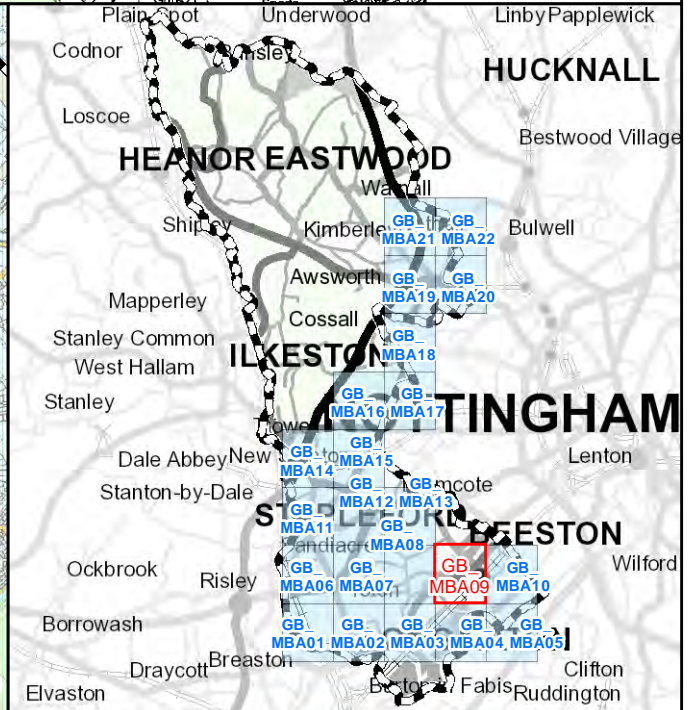 Plain Spot
Underwood
Linby Papplewick
Codnor
HUCKNALL
Loscoe
Bestwood Village
HEANOR EASTWOOD
Shipley
Kimberley
GB_
MBA21
GB_
MBA22
Bulwell
Awsworth
GB_
MBA19
GB_
MBA20
Mapperley
Cossall
Stanley Common
ILKESTON
GB_
MBA18
West Hallam
Stanley
GB_
MBA16
GB_
MBA17
TTINGHAM
Dale Abbey
New
GB_
MBA14
GB_
MBA15
Lenton
Stanton-by-Dale
GB_
MBA12
GB_
MBA13
mcote
GB_
MBA11
GB_
MBA08
BEESTON
Ockbrook
Risley
GB_
MBA06
GB_
MBA07
GB_
MBA09
GB_
MBA10
Wilford
Borrowash
GB_
MBA01
GB_
MBA02
GB_
MBA03
GB_
MBA04
GB_
MBA05
Draycott
Breaston
Clifton
Elvaston
Fabis
Ruddington